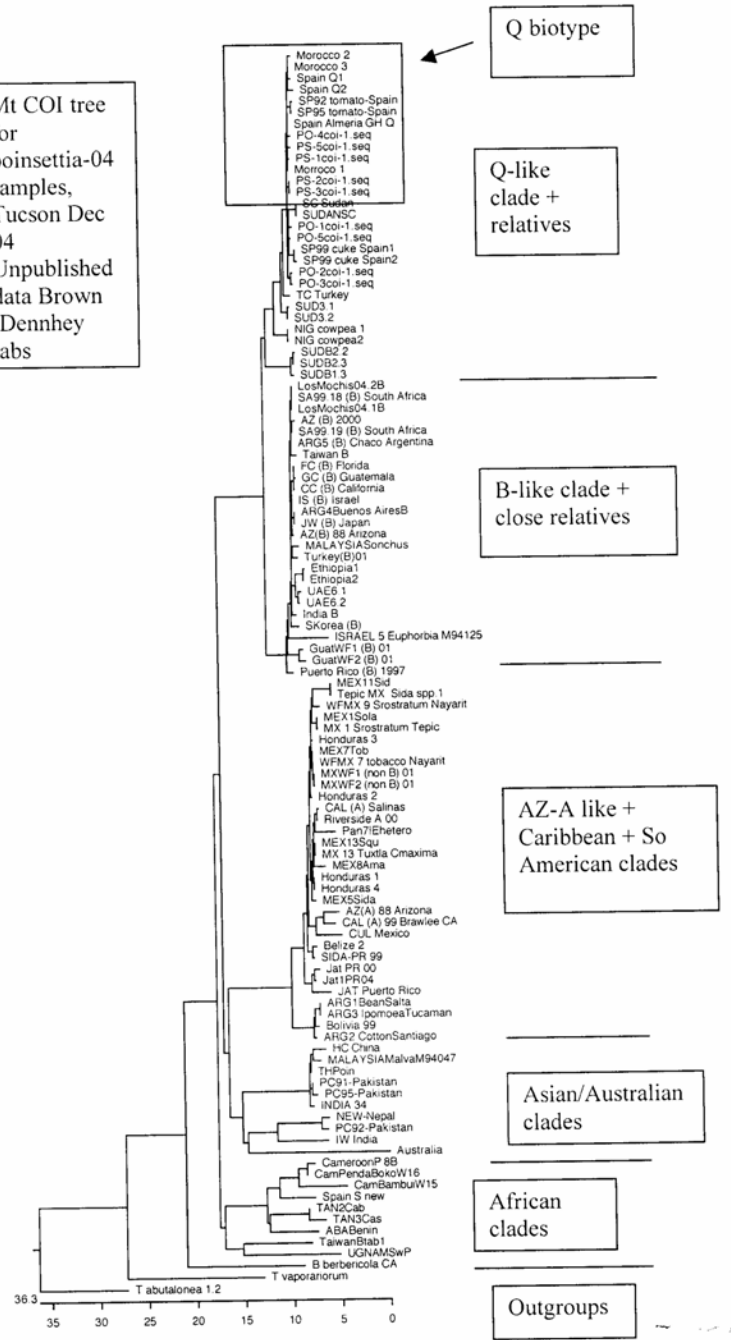 Q biotype
Mt COI tree
or
poinsettia-04
samples,
Tucson Dec
04
Unpublished
data Brown
Dennhey
labs
Morocco 2
Morocco 3
Spain Q1
Spain Q2
SP92 tomato-Spain
SP95 tomato-Spain
Spain Almeria GH Q
PO-4coi-1.seq
PS-5coi-1.seq
PS-1coi-1.seq
Morroco 1
PS-2coi-1.seq
PS-3coi-1.seq
SC Sudan
SUDANSC
PO-1coi-1.seq
PO-5coi-1.seq
SP99 cuke Spain1
SP99 cuke Spain2
PO-2coi-1.seq
PO-3coi-1.seq
TC Turkey
SUD3.1
SUD3.2
NIG cowpea 1
NIG cowpea2
SUDB2.2
SUDB2.3
SUDB1.3
Q-like
clade +
relatives
LosMochis04.2B
SA99.18 (B) South Africa
LosMochis04.1B
AZ (B) 2000
SA99.19 (B) South Africa
ARG5 (B) Chaco Argentina
Taiwan B
FC (B) Florida
GC (B) Guatemala
CC (B) California
IS (B) Israel
ARG4Buenos AiresB
JW (B) Japan
AZ(B) 88 Arizona
MALAYSIASonchus
Turkey(B)01
Ethiopia1
Ethiopia2
UAE6.1
UAE6.2
India B
SKorea (B)
ISRAEL 5 Euphorbia M94125
GuatWF1 (B) 01
GuatWF2 (B) 01
Puerto Rico (B) 1997
B-like clade +
close relatives
MEX11Sid
Tepic MX Sida spp.1
WFMX 9 Srostratum Nayarit
MEX1Sola
MX 1 Srostratum Tepic
Honduras 3
MEX7Tob
WFMX 7 tobacco Nayarit
MXWF1 (non B) 01
MXWF2 (non B) 01
Honduras 2
CAL (A) Salinas
Riverside A 00
Pan7IEhetero
MEX13Squ
MX 13 Tuxtla Cmaxima
MEX8Ama
Honduras 1
Honduras 4
MEX5Sida
AZ(A) 88 Arizona
CAL (A) 99 Brawlee CA
CUL Mexico
Belize 2
SIDA-PR 99
Jat PR 00
Jat1PR04
JAT Puerto Rico
ARG1BeanSalta
ARG3 IpomoeaTucaman
Bolivia 99
ARG2 CottonSantiago
AZ-A like +
Caribbean + So
American clades
HC China
MALAYSIAMalvaM94047
THPoin
PC91-Pakistan
PC95-Pakistan
INDIA 34
NEW-Nepal
PC92-Pakistan
IW India
Australia
Asian/Australian
clades
CameroonP 8B
CamPendaBokoW16
CamBambuiW15
Spain S new
TAN2Cab
TAN3Cas
ABABenin
TaiwanBtab1
UGNAMSwP
B berbericola CA
African
clades
T vaporariorum
T abutalonea 1.2
Outgroups
36.3
35 30 25 20 15 10 5 0